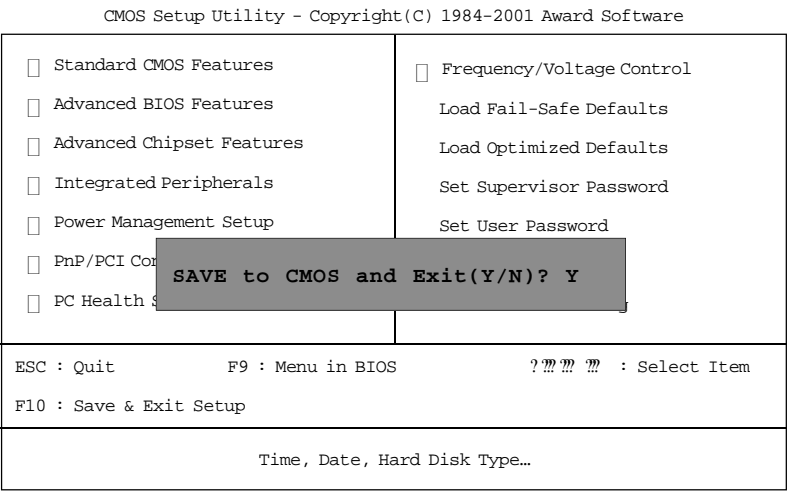 CMOS Setup Utility - Copyright(C) 1984-2001 Award Software
Standard CMOS Features
Advanced BIOS Features
Advanced Chipset Features
Integrated Peripherals
Power Management Setup
PnP/PCI
PC Health
Frequency/Voltage Control
Load Fail-Safe Defaults
Load Optimized Defaults
Set Supervisor Password
Set User Password
SAVE to CMOS and Exit(Y/N)? Y
ESC : Quit F9 : Menu in BIOS ? ??? ??? ??? : Select Item
F10 : Save & Exit Setup
Time, Date, Hard Disk Type…